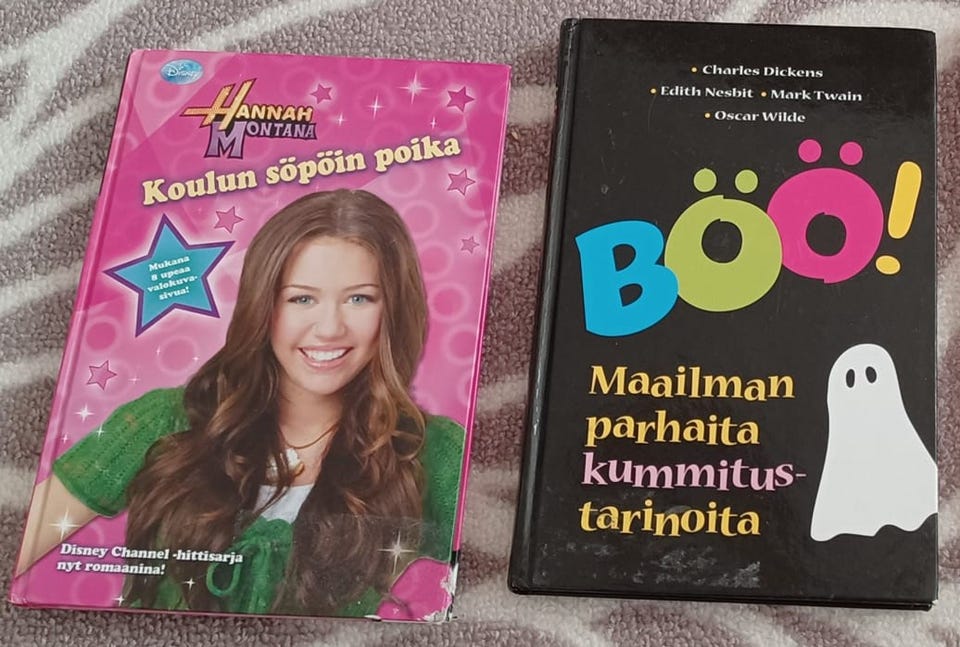 Disney
HANNAH
MONTANA
Koulun söpöin poika
Mukana
8 upeaa
valokuva-
sivua!
Disney Channel -hittisarja
nyt romaanina!
• Charles Dickens
• Edith Nesbit • Mark Twain
• Oscar Wilde
BÖÖ!
Maailman
parhaita
kummitus-
tarinoita